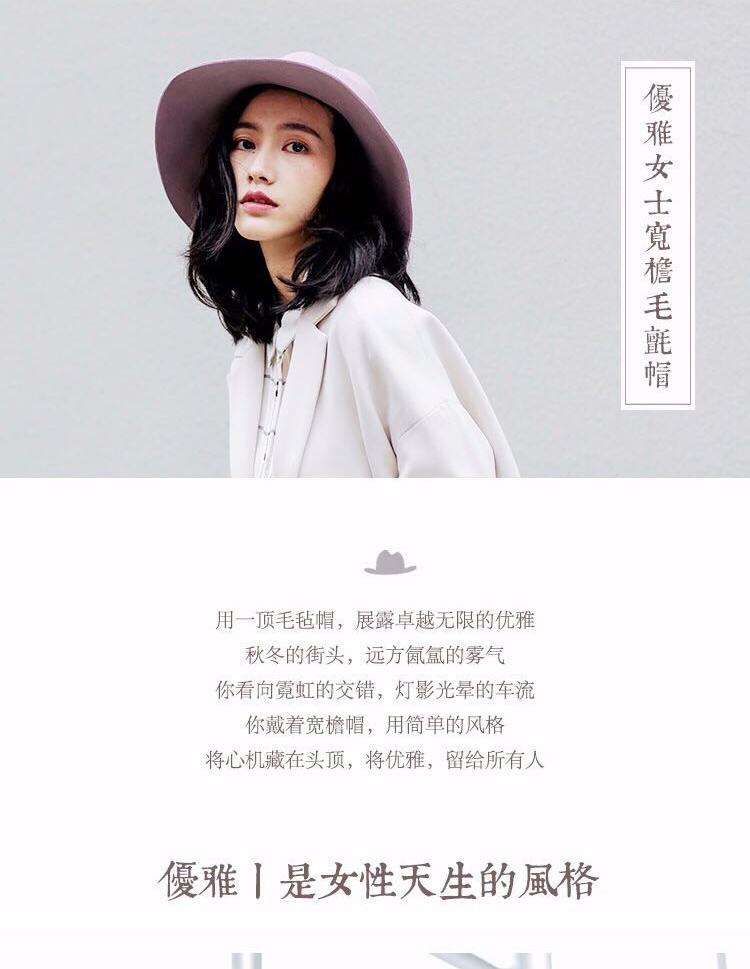 優雅女士寬檐毛氈帽
用一顶毛毡帽，展露卓越无限的优雅
秋冬的街头，远方氤氲的雾气
你看向霓虹的交错，灯影光晕的车流
你戴着宽檐帽，用简单的风格
将心机藏在头顶，将优雅，留给所有人
優雅丨是女性天生的風格